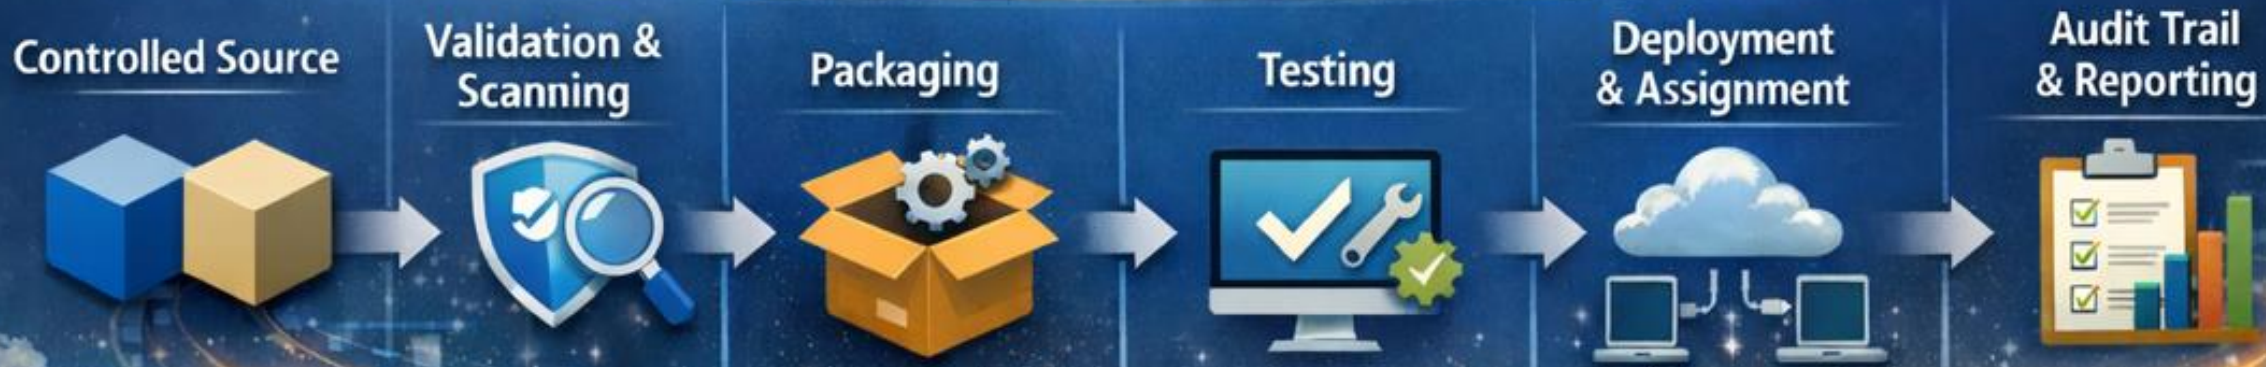 Controlled Source
Validation &
Scanning
Packaging
Testing
Deployment
& Assignment
Audit Trail
& Reporting